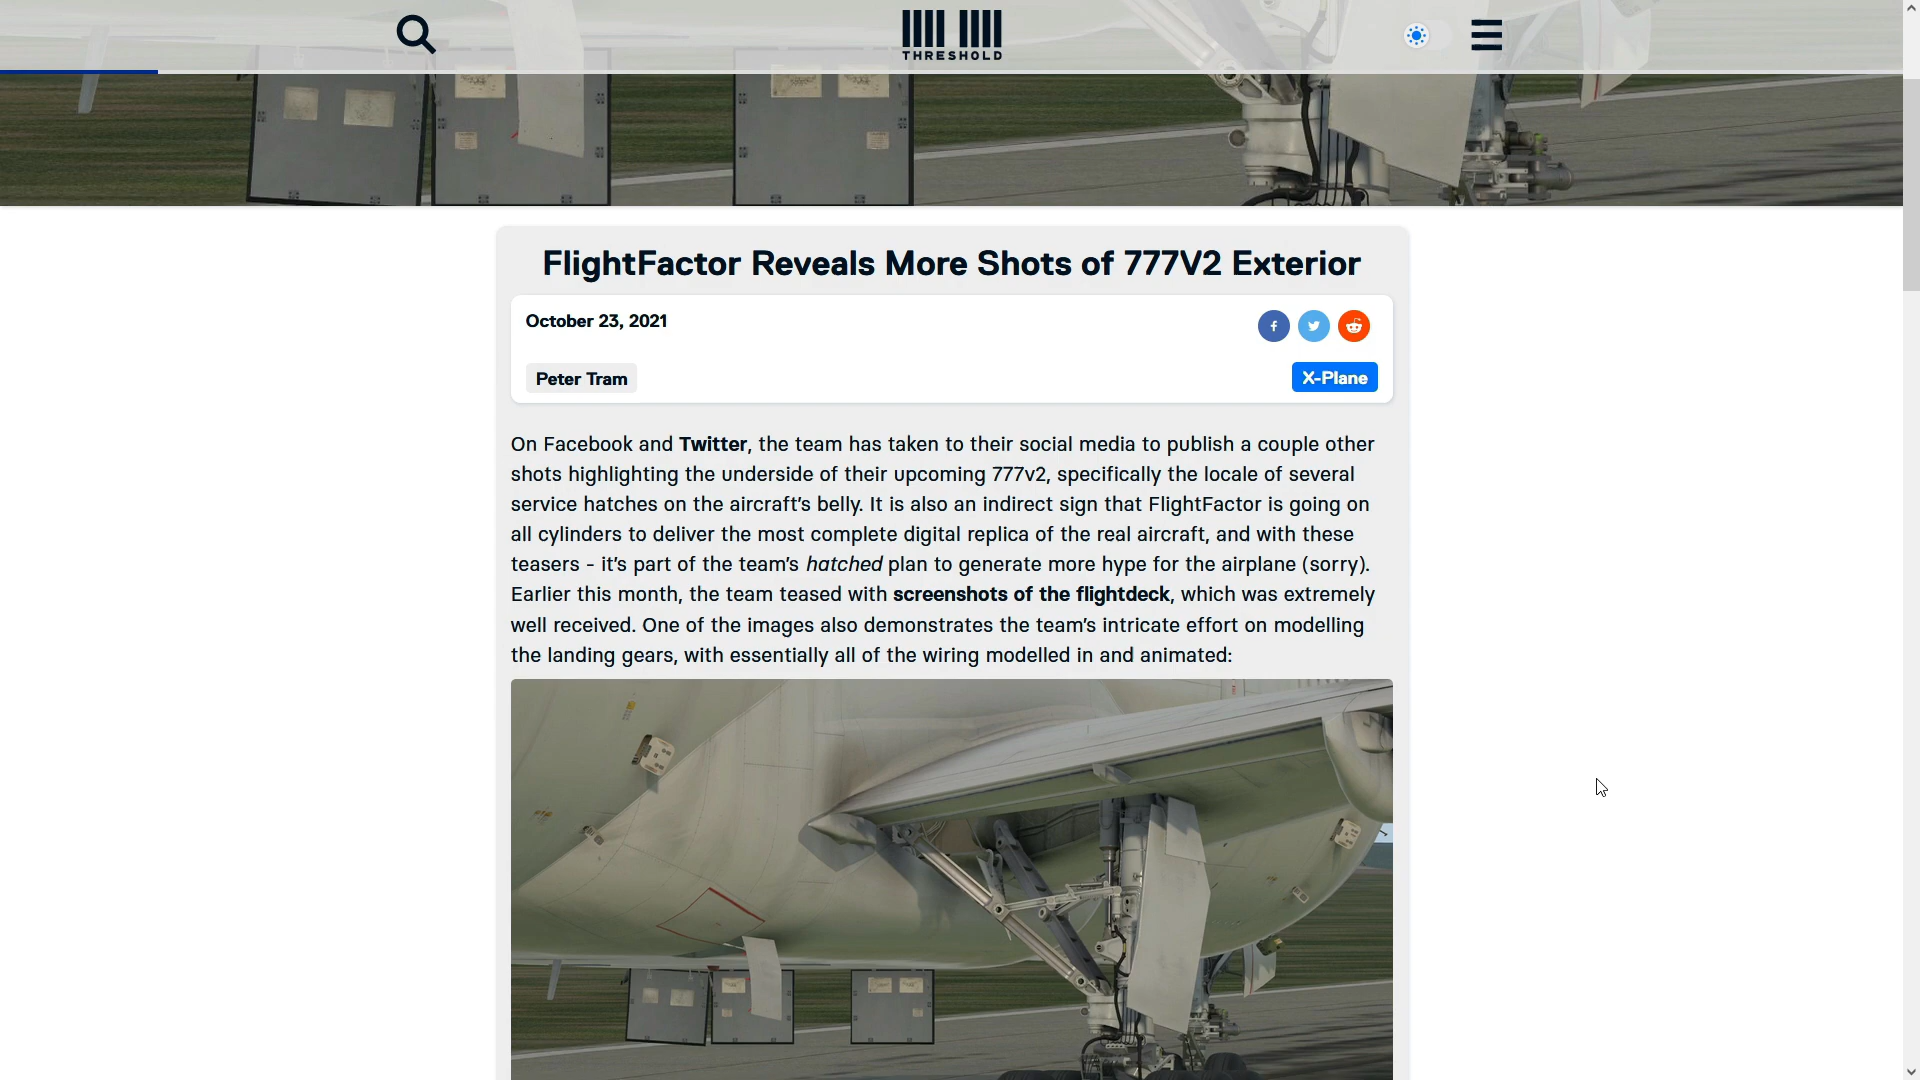 THRESHOLD
FlightFactor Reveals More Shots of 777V2 Exterior
October 23, 2021
Peter Tram
X-Plane
On Facebook and Twitter, the team has taken to their social media to publish a couple other
shots highlighting the underside of their upcoming 777v2, specifically the locale of several
service hatches on the aircraft's belly. It is also an indirect sign that FlightFactor is going on
all cylinders to deliver the most complete digital replica of the real aircraft, and with these
teasers - it's part of the team's hatched plan to generate more hype for the airplane (sorry).
Earlier this month, the team teased with screenshots of the flightdeck, which was extremely
well received. One of the images also demonstrates the team's intricate effort on modelling
the landing gears, with essentially all of the wiring modelled in and animated: